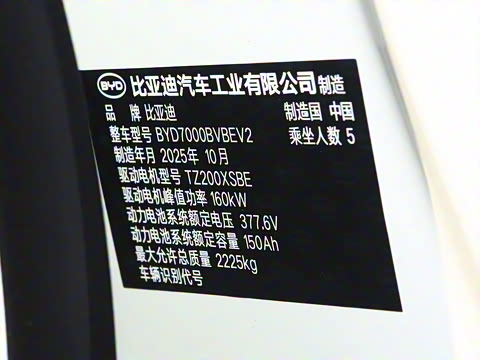 BYD 比亚迪汽车工业有限公司 制造
品 牌 比亚迪 制造国 中国
整车型号 BYD7000BVBEV2 乘坐人数 5
制造年月 2025年 10月
驱动电机型号 TZ200XSBE
驱动电机峰值功率 160kW
动力电池系统额定电压 377.6V
动力电池系统额定容量 150Ah
最大允许总质量 2225kg
车辆识别代号